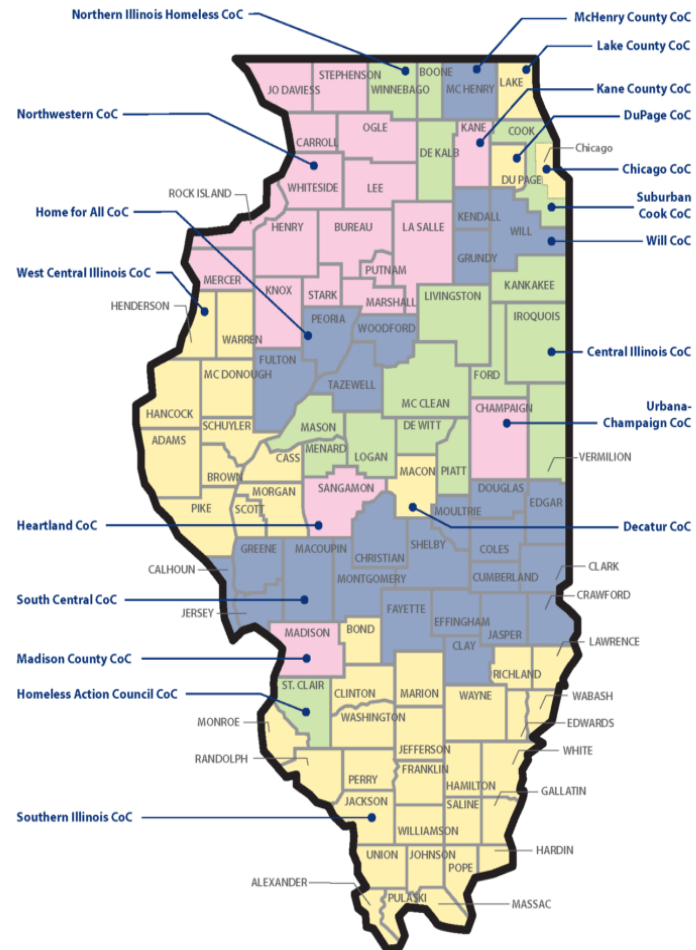 Northern Illinois Homeless CoC
McHenry County CoC
Lake County CoC
Kane County CoC
DuPage CoC
Chicago
Chicago CoC
Suburban
Cook CoC
Will CoC
Central Illinois CoC
Urbana-
Champaign CoC
VERMILION
Decatur CoC
CLARK
CRAWFORD
LAWRENCE
WABASH
EDWARDS
WHITE
GALLATIN
HARDIN
MASSAC
Northwestern CoC
ROCK ISLAND
Home for All CoC
West Central Illinois CoC
HENDERSON
Heartland CoC
CALHOUN
South Central CoC
JERSEY
Madison County CoC
Homeless Action Council CoC
MONROE
RANDOLPH
Southern Illinois CoC
ALEXANDER
JO DAVIESS
STEPHENSON
WINNEBAGO
BOONE
MC HENRY
LAKE
CARROLL
OGLE
DE KALB
KANE
COOK
DU PAGE
WHITESIDE
LEE
HENRY
BUREAU
LA SALLE
KENDALL
WILL
GRUNDY
MERCER
KNOX
STARK
PUTNAM
MARSHALL
LIVINGSTON
KANKAKEE
IROQUOIS
WARREN
PEORIA
WOODFORD
FULTON
TAZEWELL
MC DONOUGH
FORD
HANCOCK
SCHUYLER
MASON
MC CLEAN
CHAMPAIGN
ADAMS
BROWN
CASS
MENARD
LOGAN
DE WITT
PIATT
MACON
PIKE
SCOTT
MORGAN
SANGAMON
DOUGLAS
EDGAR
MOULTRIE
GREENE
MACOUPIN
CHRISTIAN
SHELBY
COLES
MONTGOMERY
CUMBERLAND
MADISON
BOND
FAYETTE
EFFINGHAM
JASPER
CLAY
RICHLAND
ST. CLAIR
CLINTON
MARION
WAYNE
WASHINGTON
JEFFERSON
PERRY
FRANKLIN
HAMILTON
JACKSON
WILLIAMSON
SALINE
UNION
JOHNSON
POPE
PULASKI